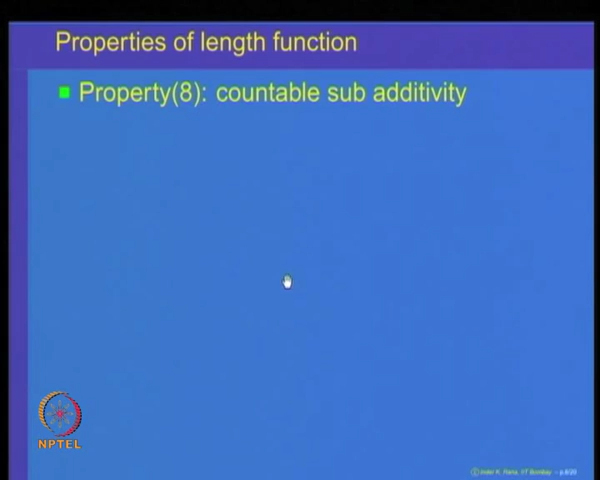 Properties of length function
Property(8): countable sub additivity
NPTEL